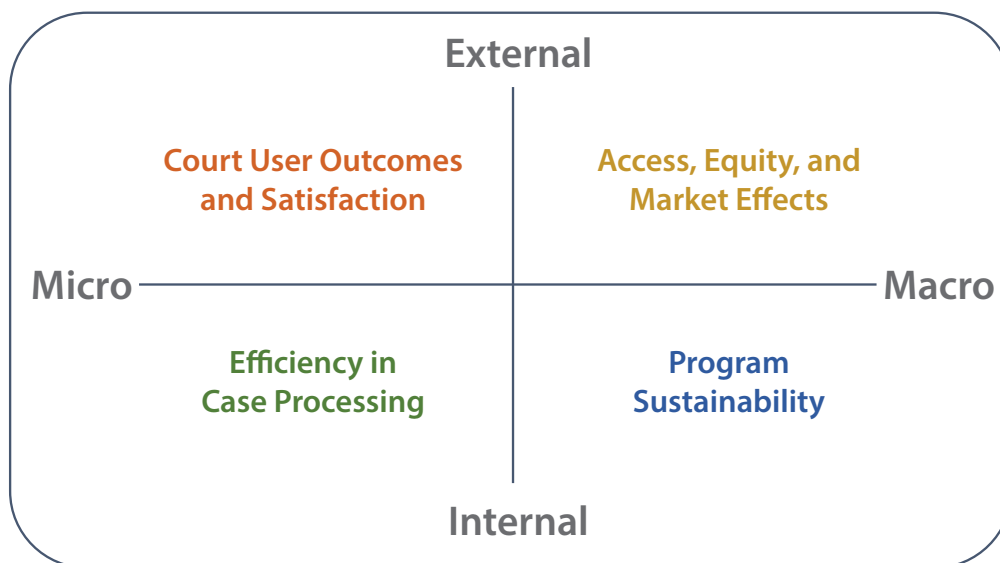 External
Court User Outcomes
and Satisfaction
Access, Equity, and
Market Effects
Micro
Macro
Efficiency in
Case Processing
Program
Sustainability
Internal